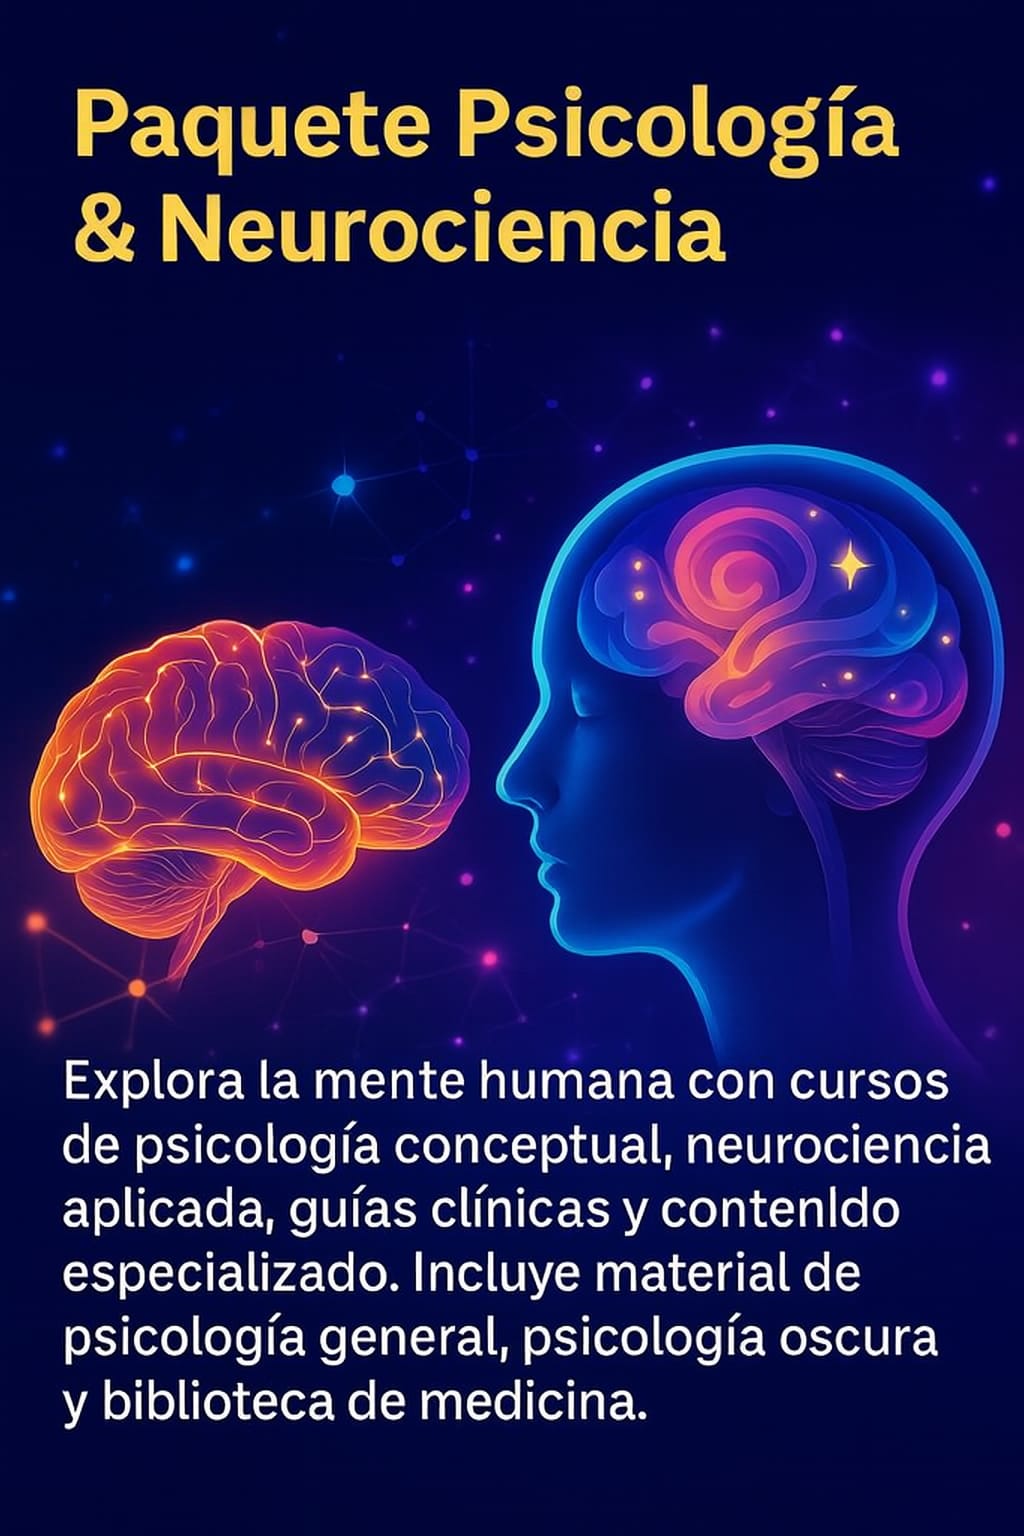 Paquete Psicología
& Neurociencia
Explora la mente humana con cursos
de psicología conceptual, neurociencia
aplicada, guías clínicas y contenldo
especializado. Incluye material de
psicología general, psicología oscura
y biblioteca de medicina.